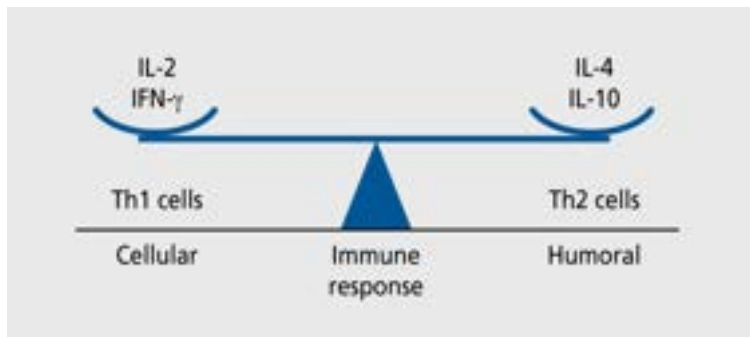 IL-2
IFN-γ
IL-4
IL-10
Th1 cells
Th2 cells
Cellular
Immune
response
Humoral